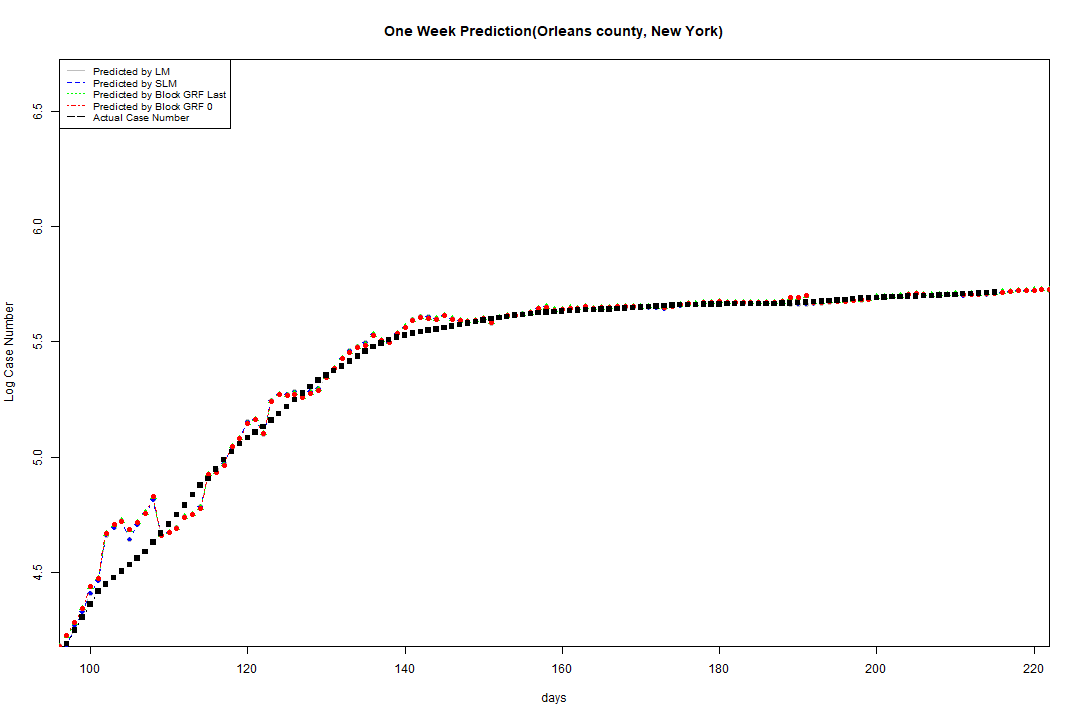 One Week Prediction(Orleans county, New York)
Predicted by LM
Predicted by SLM
Predicted by Block GRF Last
Predicted by Block GRF 0
Actual Case Number
6.5
6.0
5.5
5.0
4.5
Log Case Number
100 120 140 160 180 200 220
days